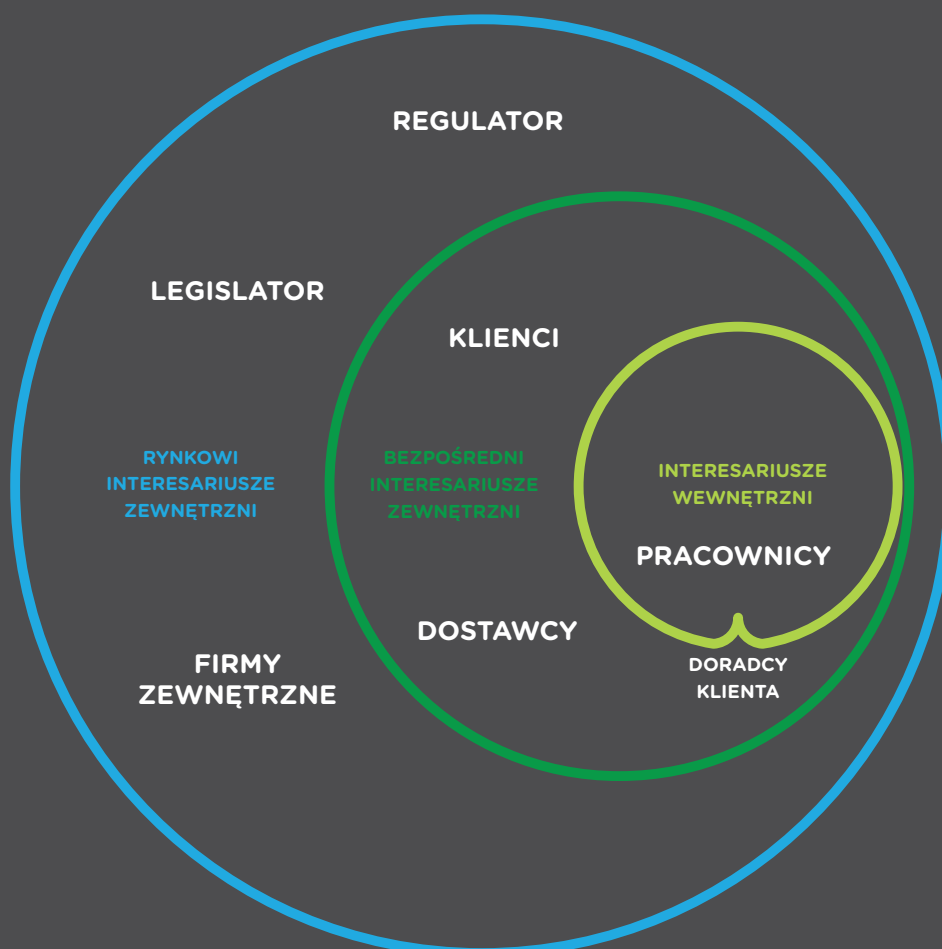 REGULATOR
LEGISLATOR
KLIENCI
RYNKOWI
INTERESARIUSZE
ZEWNĘTRZNI
BEZPOŚREDNI
INTERESARIUSZE
ZEWNĘTRZNI
INTERESARIUSZE
WEWNĘTRZNI
PRACOWNICY
DOSTAWCY
FIRMY
ZEWNĘTRZNE
DORADCY
KLIENTA